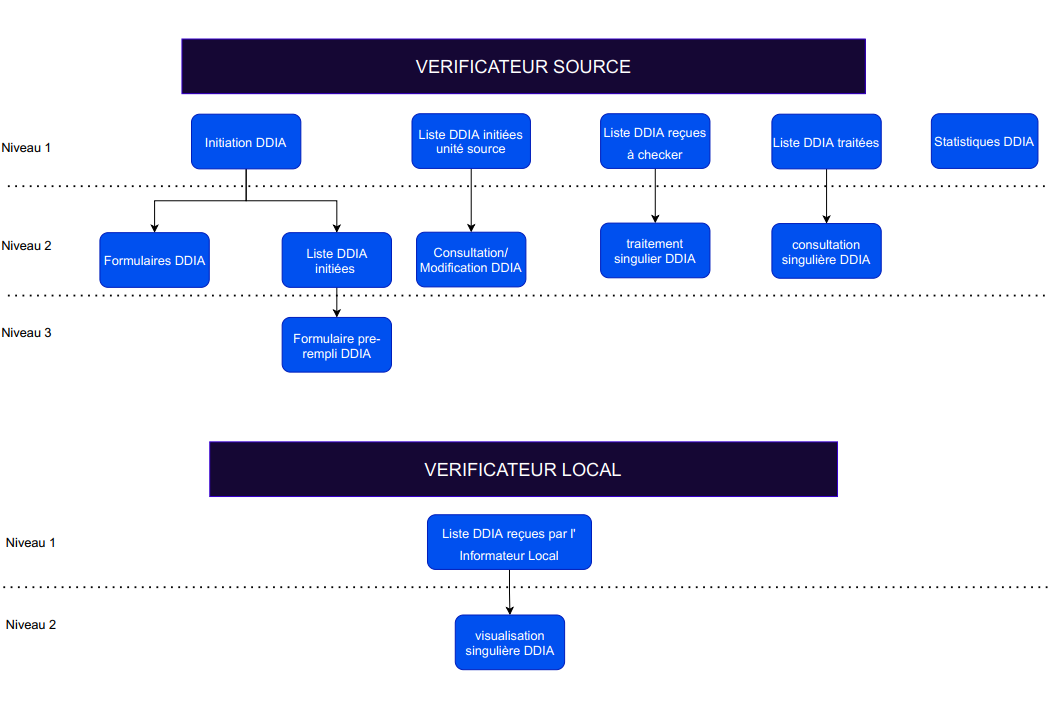 VERIFICATEUR SOURCE
Niveau 1
Initiation DDIA
Liste DDIA initiées
unité source
Liste DDIA reçues
à checker
Liste DDIA traitées
Statistiques DDIA
Niveau 2
Formulaires DDIA
Liste DDIA
initiées
Consultation/
Modification DDIA
traitement
singulier DDIA
consultation
singulière DDIA
Niveau 3
Formulaire pre-
rempli DDIA
VERIFICATEUR LOCAL
Niveau 1
Liste DDIA reçues par l'
Informateur Local
Niveau 2
visualisation
singulière DDIA